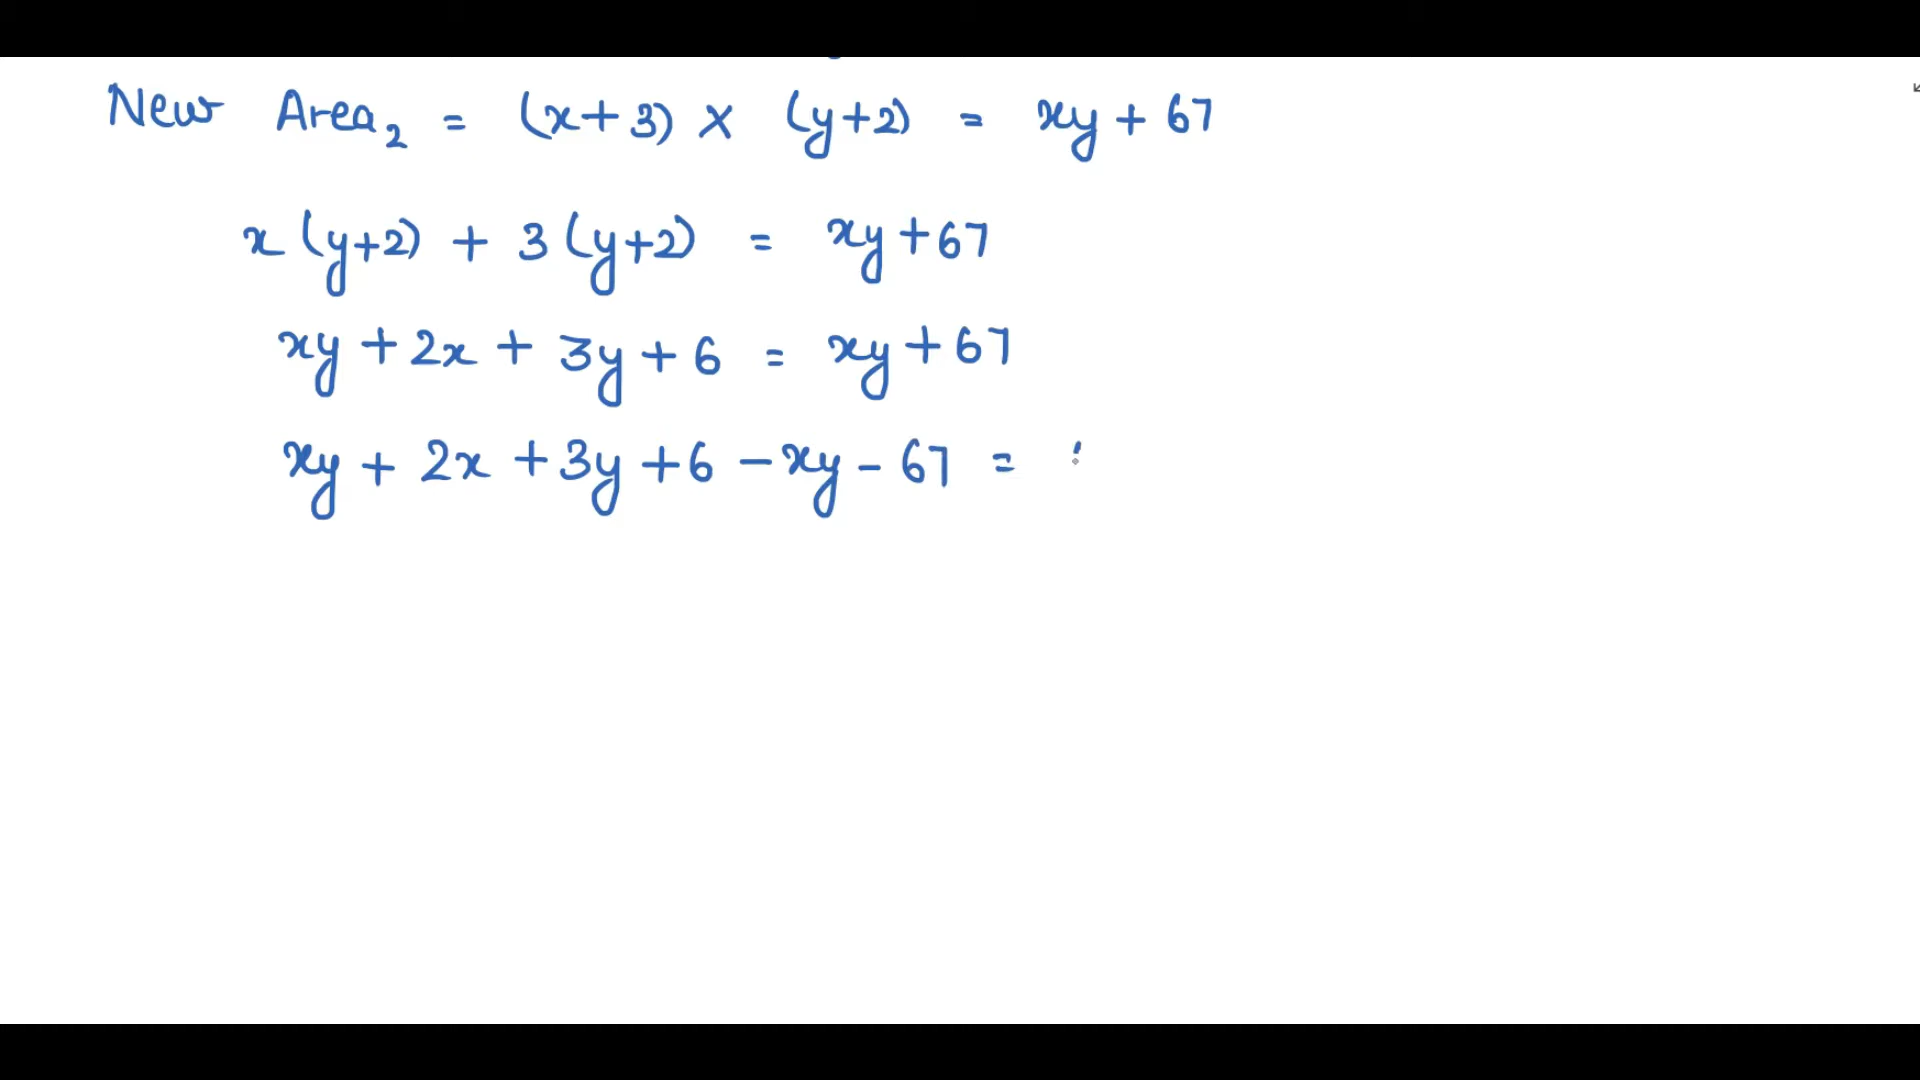 New Area₂ = (x+3) × (y+2) = xy + 67
x (y+2) + 3 (y+2) = xy + 67
xy + 2x + 3y + 6 = xy + 67
xy + 2x + 3y + 6 - xy - 67 =